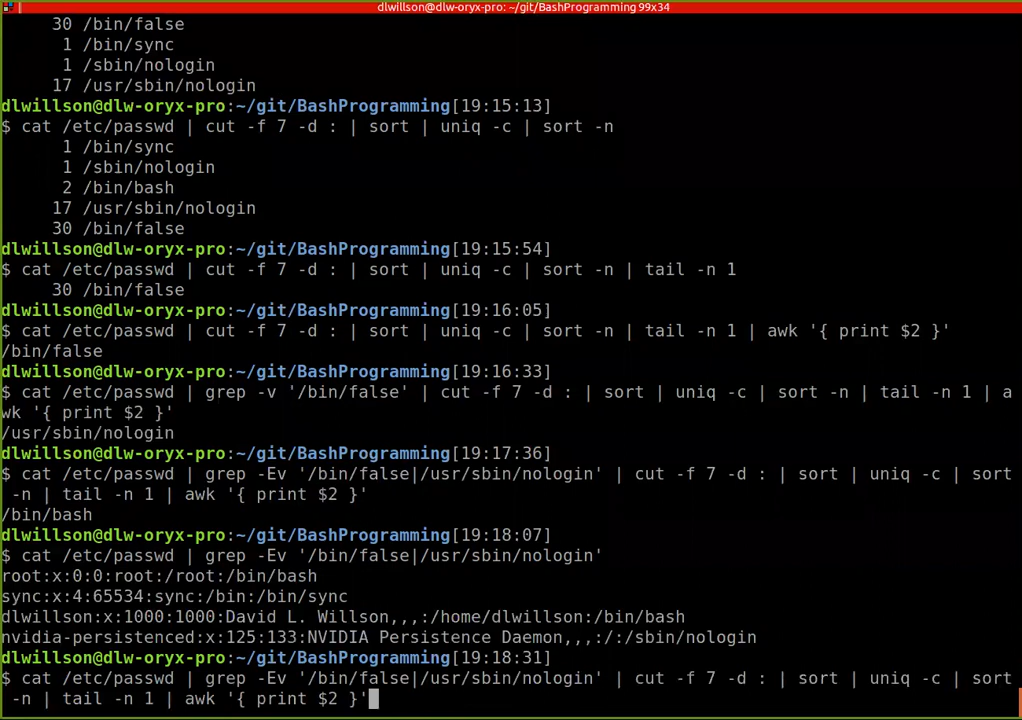 dlwillson@dlw-oryx-pro: ~/git/BashProgramming 99x34
30 /bin/false
1 /bin/sync
1 /sbin/nologin
17 /usr/sbin/nologin
dlwillson@dlw-oryx-pro:~/git/BashProgramming[19:15:13]
$ cat /etc/passwd | cut -f 7 -d : | sort | uniq -c | sort -n
1 /bin/sync
1 /sbin/nologin
2 /bin/bash
17 /usr/sbin/nologin
30 /bin/false
dlwillson@dlw-oryx-pro:~/git/BashProgramming[19:15:54]
$ cat /etc/passwd | cut -f 7 -d : | sort | uniq -c | sort -n | tail -n 1
30 /bin/false
dlwillson@dlw-oryx-pro:~/git/BashProgramming[19:16:05]
$ cat /etc/passwd | cut -f 7 -d : | sort | uniq -c | sort -n | tail -n 1 | awk '{ print $2 }'
/bin/false
dlwillson@dlw-oryx-pro:~/git/BashProgramming[19:16:33]
$ cat /etc/passwd | grep -v '/bin/false' | cut -f 7 -d : | sort | uniq -c | sort -n | tail -n 1 | a
wk '{ print $2 }'
/usr/sbin/nologin
dlwillson@dlw-oryx-pro:~/git/BashProgramming[19:17:36]
$ cat /etc/passwd | grep -Ev '/bin/false|/usr/sbin/nologin' | cut -f 7 -d : | sort | uniq -c | sort
-n | tail -n 1 | awk '{ print $2 }'
/bin/bash
dlwillson@dlw-oryx-pro:~/git/BashProgramming[19:18:07]
$ cat /etc/passwd | grep -Ev '/bin/false|/usr/sbin/nologin'
root:x:0:0:root:/root:/bin/bash
sync:x:4:65534:sync:/bin:/bin/sync
dlwillson:x:1000:1000:David L. Willson,,,:/home/dlwillson:/bin/bash
nvidia-persistenced:x:125:133:NVIDIA Persistence Daemon,,,:/:/sbin/nologin
dlwillson@dlw-oryx-pro:~/git/BashProgramming[19:18:31]
$ cat /etc/passwd | grep -Ev '/bin/false|/usr/sbin/nologin' | cut -f 7 -d : | sort | uniq -c | sort
-n | tail -n 1 | awk '{ print $2 }'